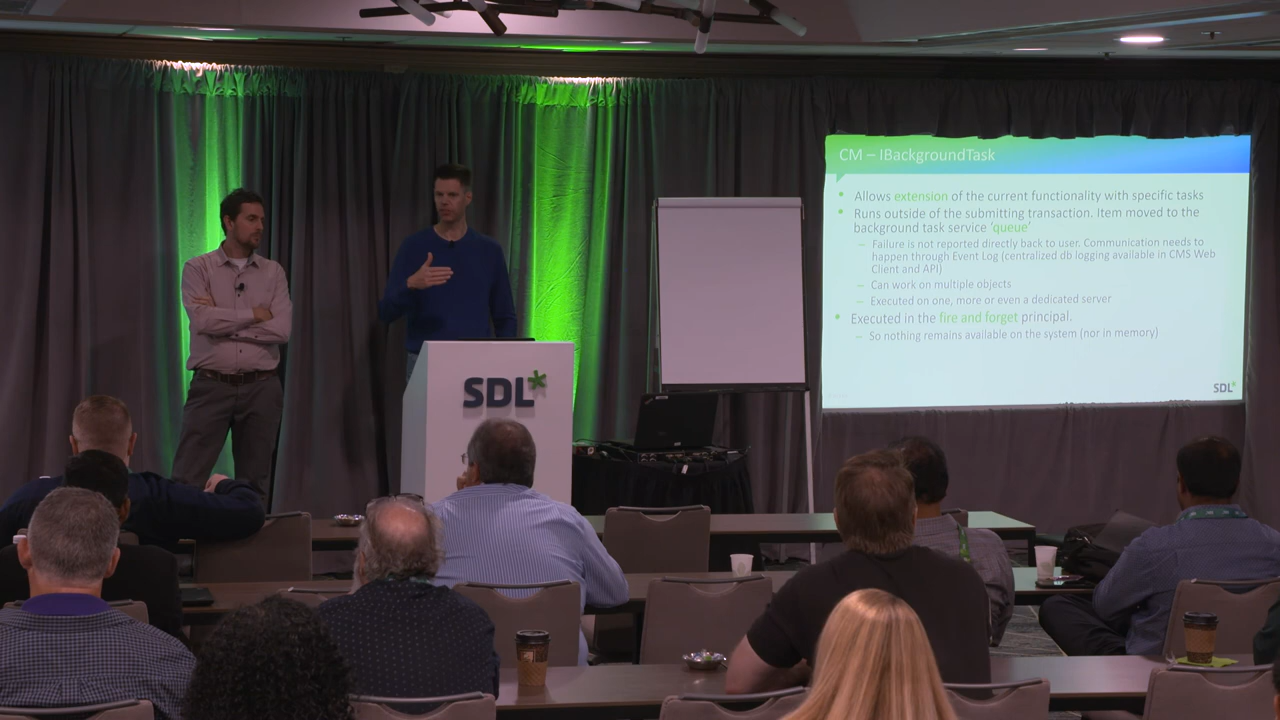 CM – IBackgroundTask
• Allows extension of the current functionality with specific tasks
• Runs outside of the submitting transaction. Item moved to the
background task service 'queue'
– Failure is not reported directly back to user. Communication needs to
happen through Event Log (centralized db logging available in CMS Web
Client and API)
– Can work on multiple objects
– Executed on one, more or even a dedicated server
• Executed in the fire and forget principal.
– So nothing remains available on the system (nor in memory)
SDL*
SDL*